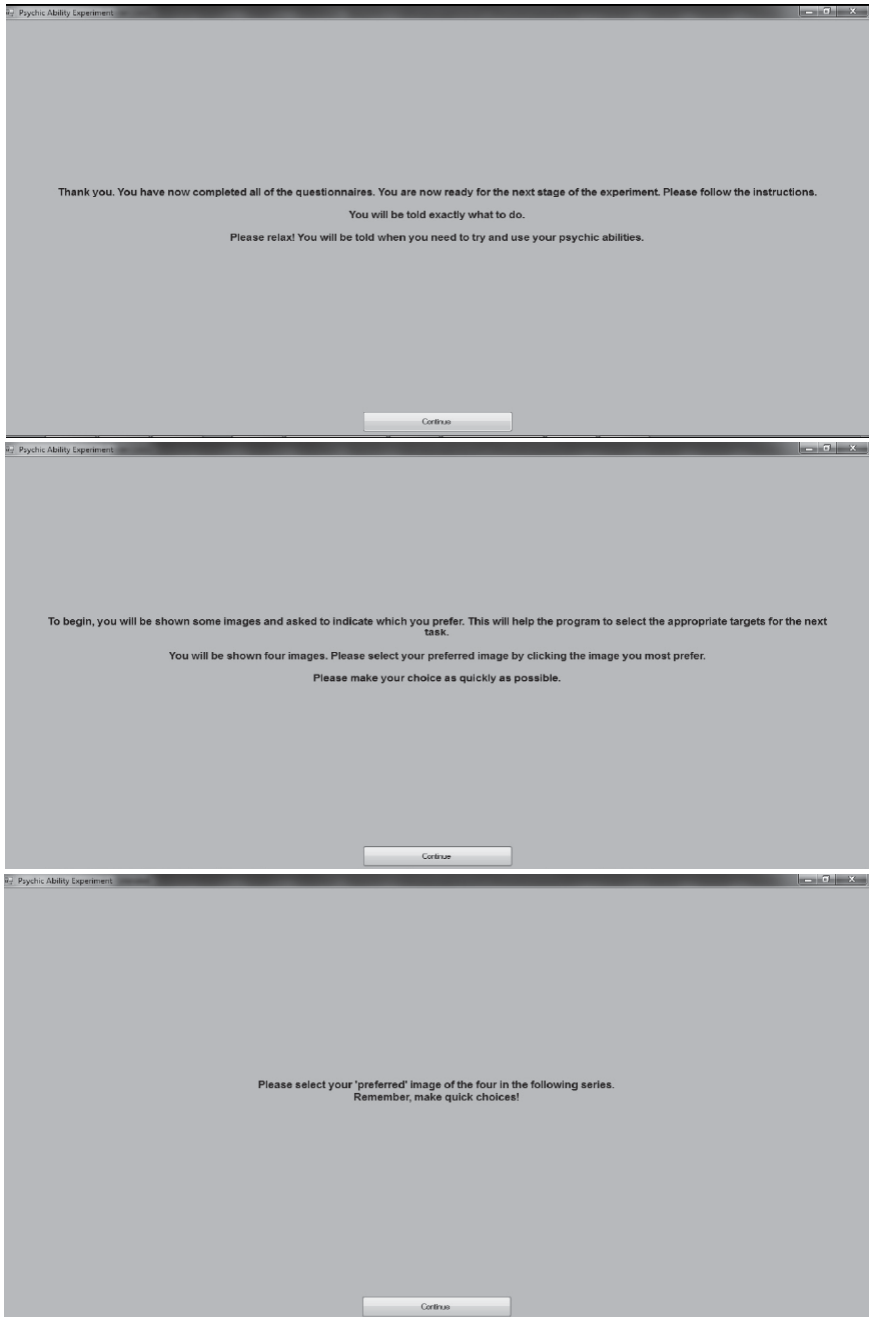 Psychic Ability Experiment
Thank you. You have now completed all of the questionnaires. You are now ready for the next stage of the experiment. Please follow the instructions.
You will be told exactly what to do.
Please relax! You will be told when you need to try and use your psychic abilities.
Continue
Psychic Ability Experiment
To begin, you will be shown some images and asked to indicate which you prefer. This will help the program to select the appropriate targets for the next
task.
You will be shown four images. Please select your preferred image by clicking the image you most prefer.
Please make your choice as quickly as possible.
Continue
Psychic Ability Experiment
Please select your 'preferred' image of the four in the following series.
Remember, make quick choices!
Continue